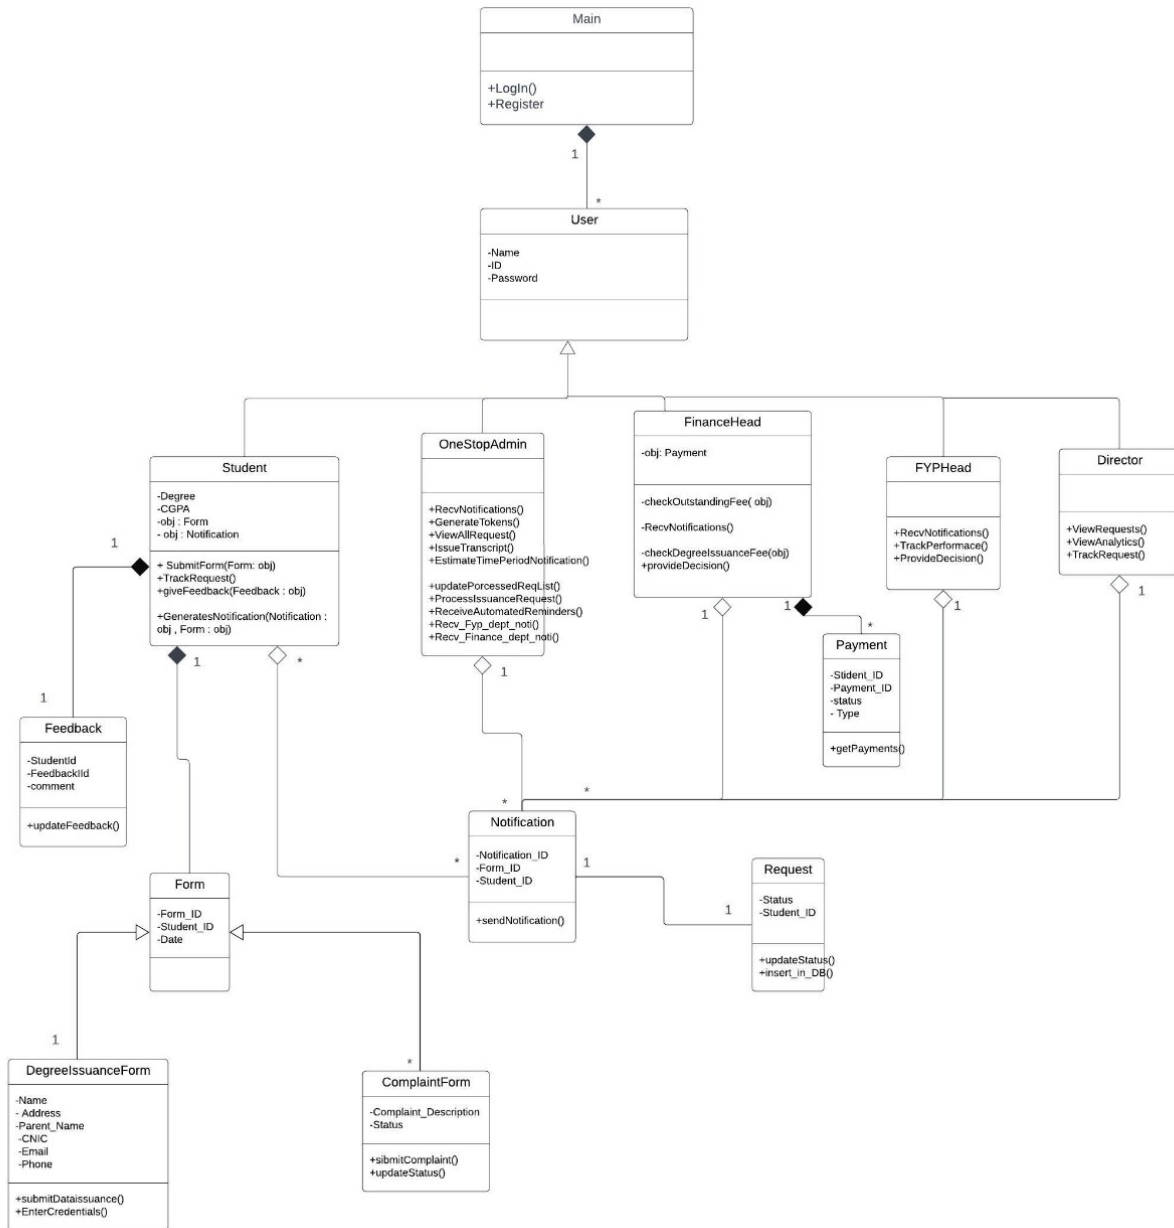 Main
+LogIn()
+Register
1
*
User
-Name
-ID
-Password
Student
-Degree
-CGPA
-obj : Form
- obj : Notification
+ SubmitForm(Form: obj)
+TrackRequest()
+giveFeedback(Feedback : obj)
+GeneratesNotification(Notification :
obj , Form : obj)
1
1
*
OneStopAdmin
+RecvNotifications()
+GenerateTokens()
+ViewAllRequest()
+IssueTranscript()
+EstimateTimePeriodNotification()
+updatePorcessedReqList()
+ProcessIssuanceRequest()
+ReceiveAutomatedReminders()
+Recv_Fyp_dept_noti()
+Recv_Finance_dept_noti()
1
FinanceHead
-obj: Payment
-checkOutstandingFee( obj)
-RecvNotifications()
-checkDegreeIssuanceFee(obj)
+provideDecision()
1
1
*
FYPHead
+RecvNotifications()
+TrackPerformace()
+ProvideDecision()
1
Director
+ViewRequests()
+ViewAnalytics()
+TrackRequest()
1
Payment
-Stident_ID
-Payment_ID
-status
- Type
+getPayments()
1
Feedback
-StudentId
-FeedbackIId
-comment
+updateFeedback()
*
*
*
Notification
-Notification_ID
-Form_ID
-Student_ID
+sendNotification()
1
1
Request
-Status
-Student_ID
+updateStatus()
+insert_in_DB()
Form
-Form_ID
-Student_ID
-Date
1
*
DegreeIssuanceForm
-Name
- Address
-Parent_Name
-CNIC
-Email
-Phone
+submitDataissuance()
+EnterCredentials()
ComplaintForm
-Complaint_Description
-Status
+sibmitComplaint()
+updateStatus()